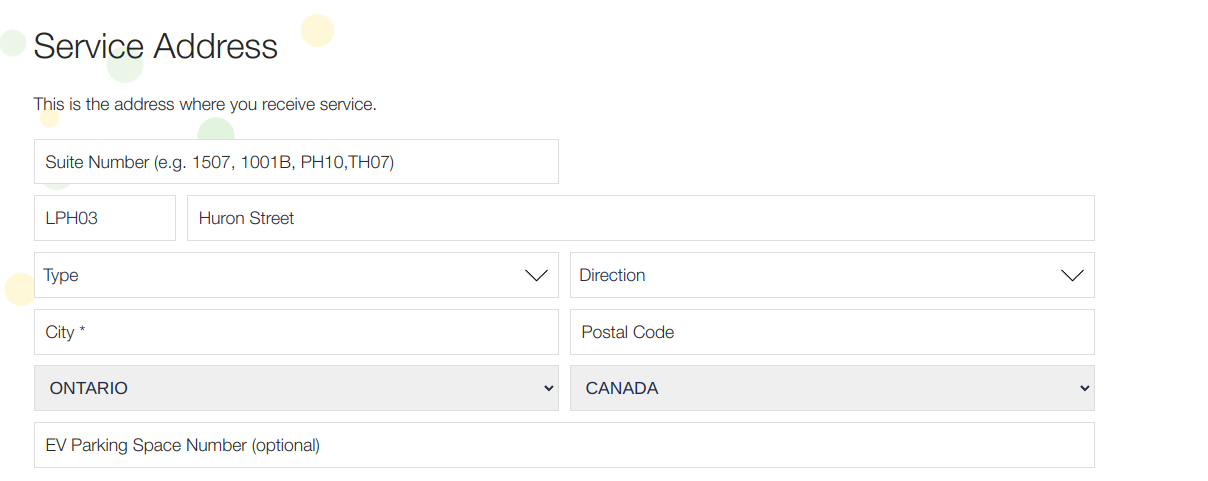 Service Address
This is the address where you receive service.
Suite Number (e.g. 1507, 1001B, PH10,TH07)
LPH03 Huron Street
Type Direction
City * Postal Code
ONTARIO CANADA
EV Parking Space Number (optional)